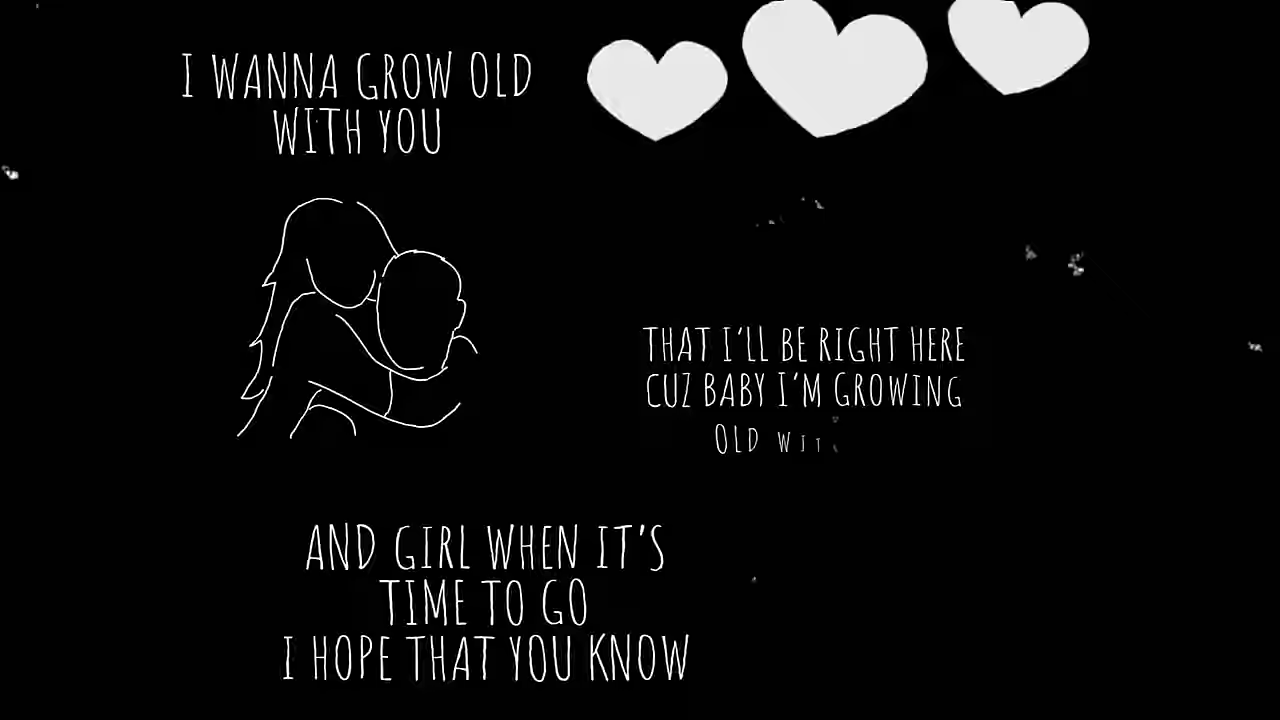 I WANNA GROW OLD
WITH YOU
AND GIRL WHEN IT'S
TIME TO GO
I HOPE THAT YOU KNOW
THAT I'LL BE RIGHT HERE
CUZ BABY I'M GROWING
OLD WIT